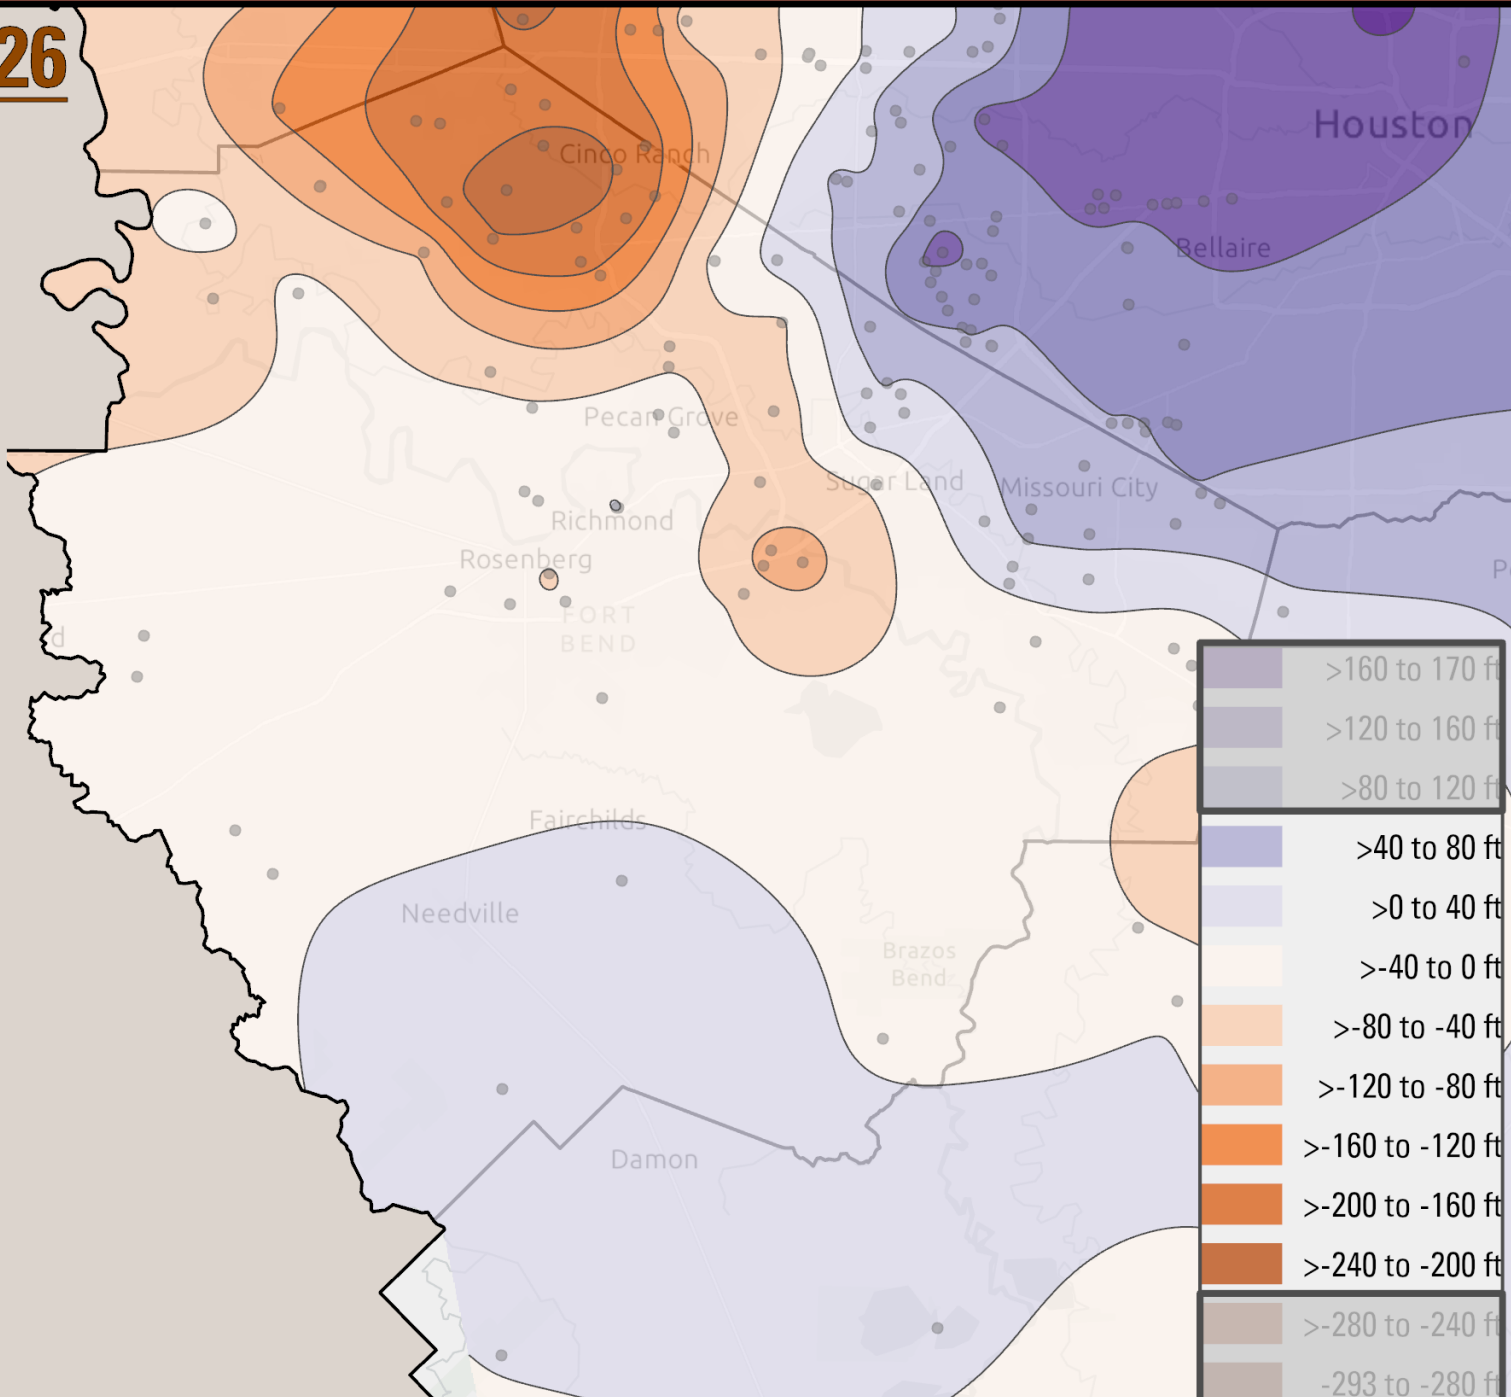 26
Houston
Cinco Ranch
Bellaire
Pecan Grove
Sugar Land
Missouri City
Richmond
Rosenberg
FORT
BEND
d
P
Fairchilds
Needville
Brazos
Bend
Damon
>160 to 170 ft
>120 to 160 ft
>80 to 120 ft
>40 to 80 ft
>0 to 40 ft
>-40 to 0 ft
>-80 to -40 ft
>-120 to -80 ft
>-160 to -120 ft
>-200 to -160 ft
>-240 to -200 ft
>-280 to -240 ft
-293 to -280 ft